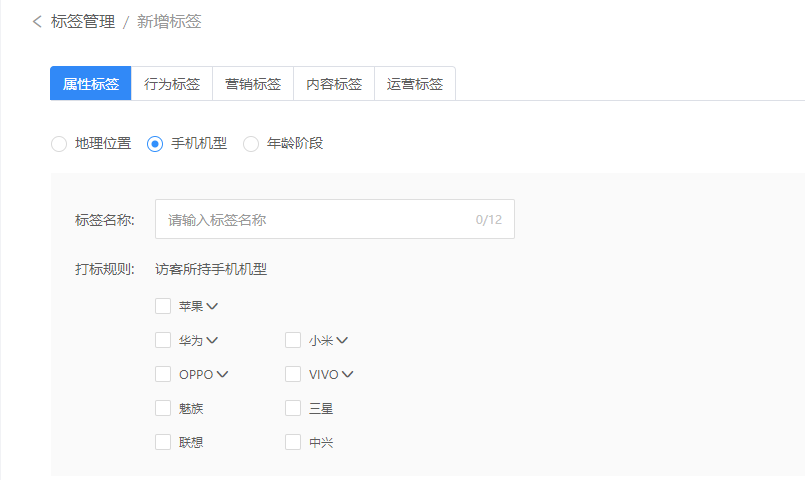 标签管理 / 新增标签
属性标签 行为标签 营销标签 内容标签 运营标签
地理位置 手机机型 年龄阶段
标签名称: 请输入标签名称 0/12
打标规则: 访客所持手机机型
苹果
华为 小米
OPPO VIVO
魅族 三星
联想 中兴